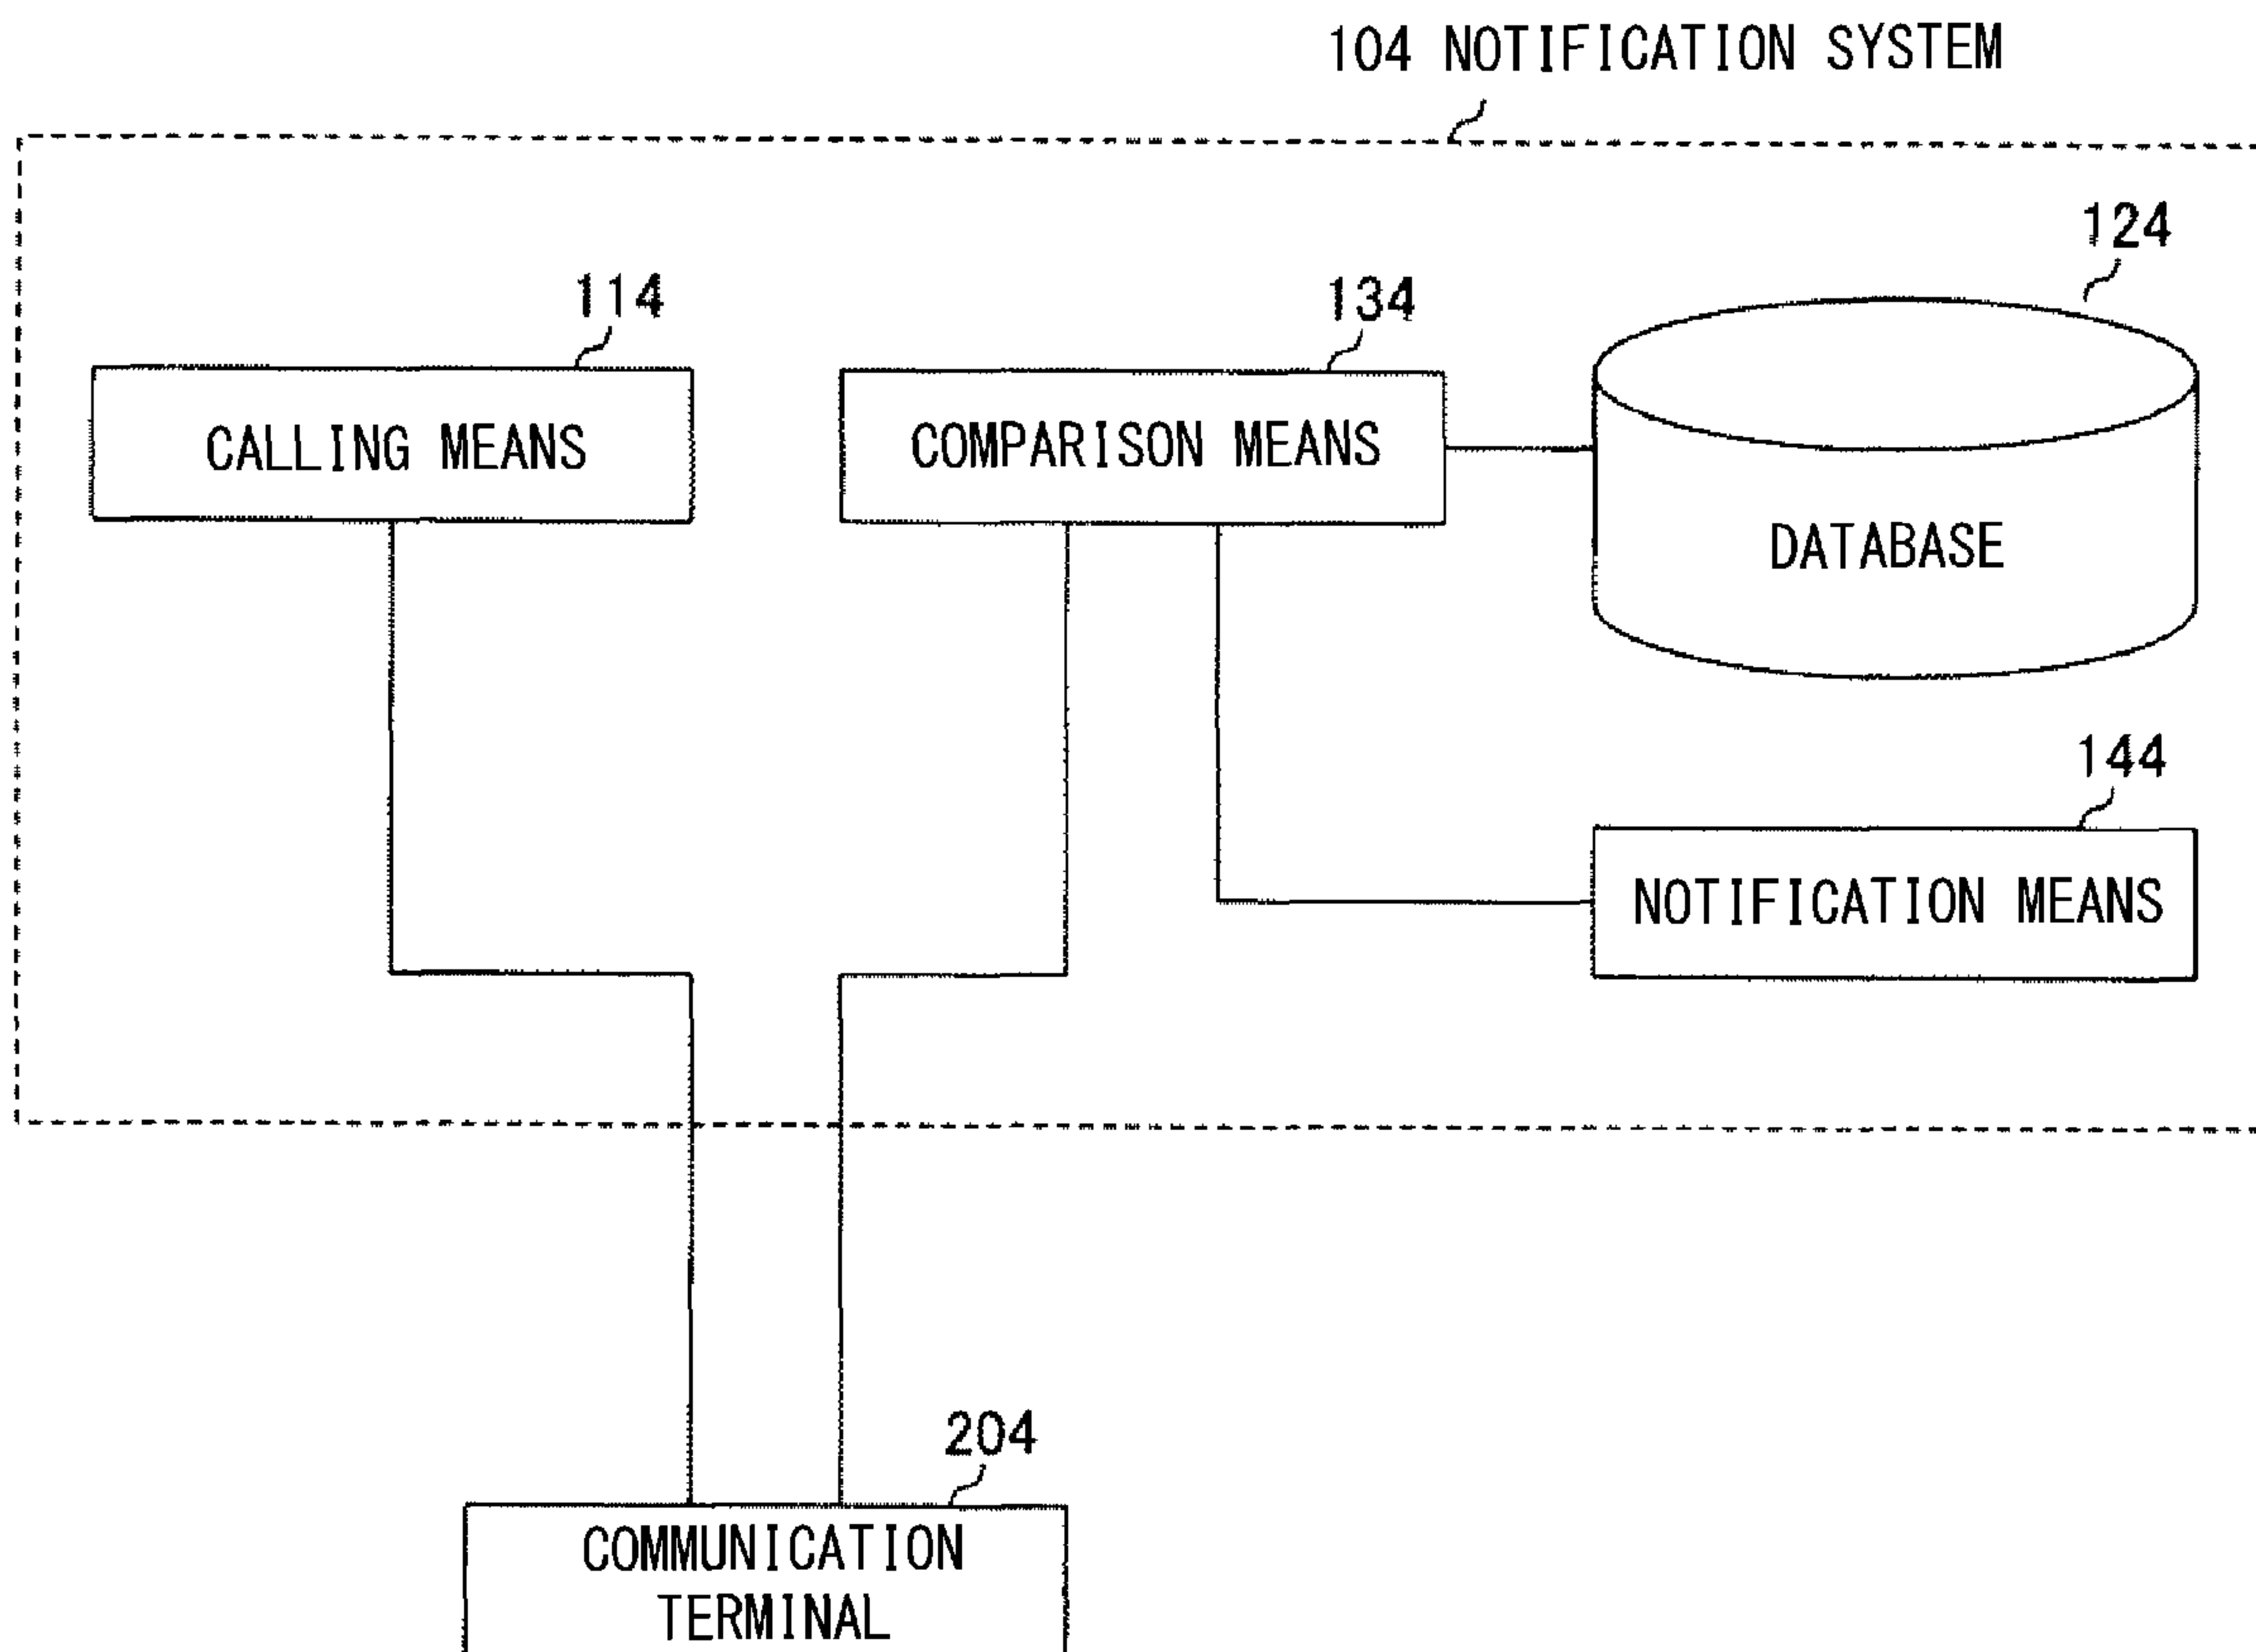 104 NOTIFICATION SYSTEM
124
114
134
CALLING MEANS
COMPARISON MEANS
DATABASE
144
NOTIFICATION MEANS
204
COMMUNICATION
TERMINAL